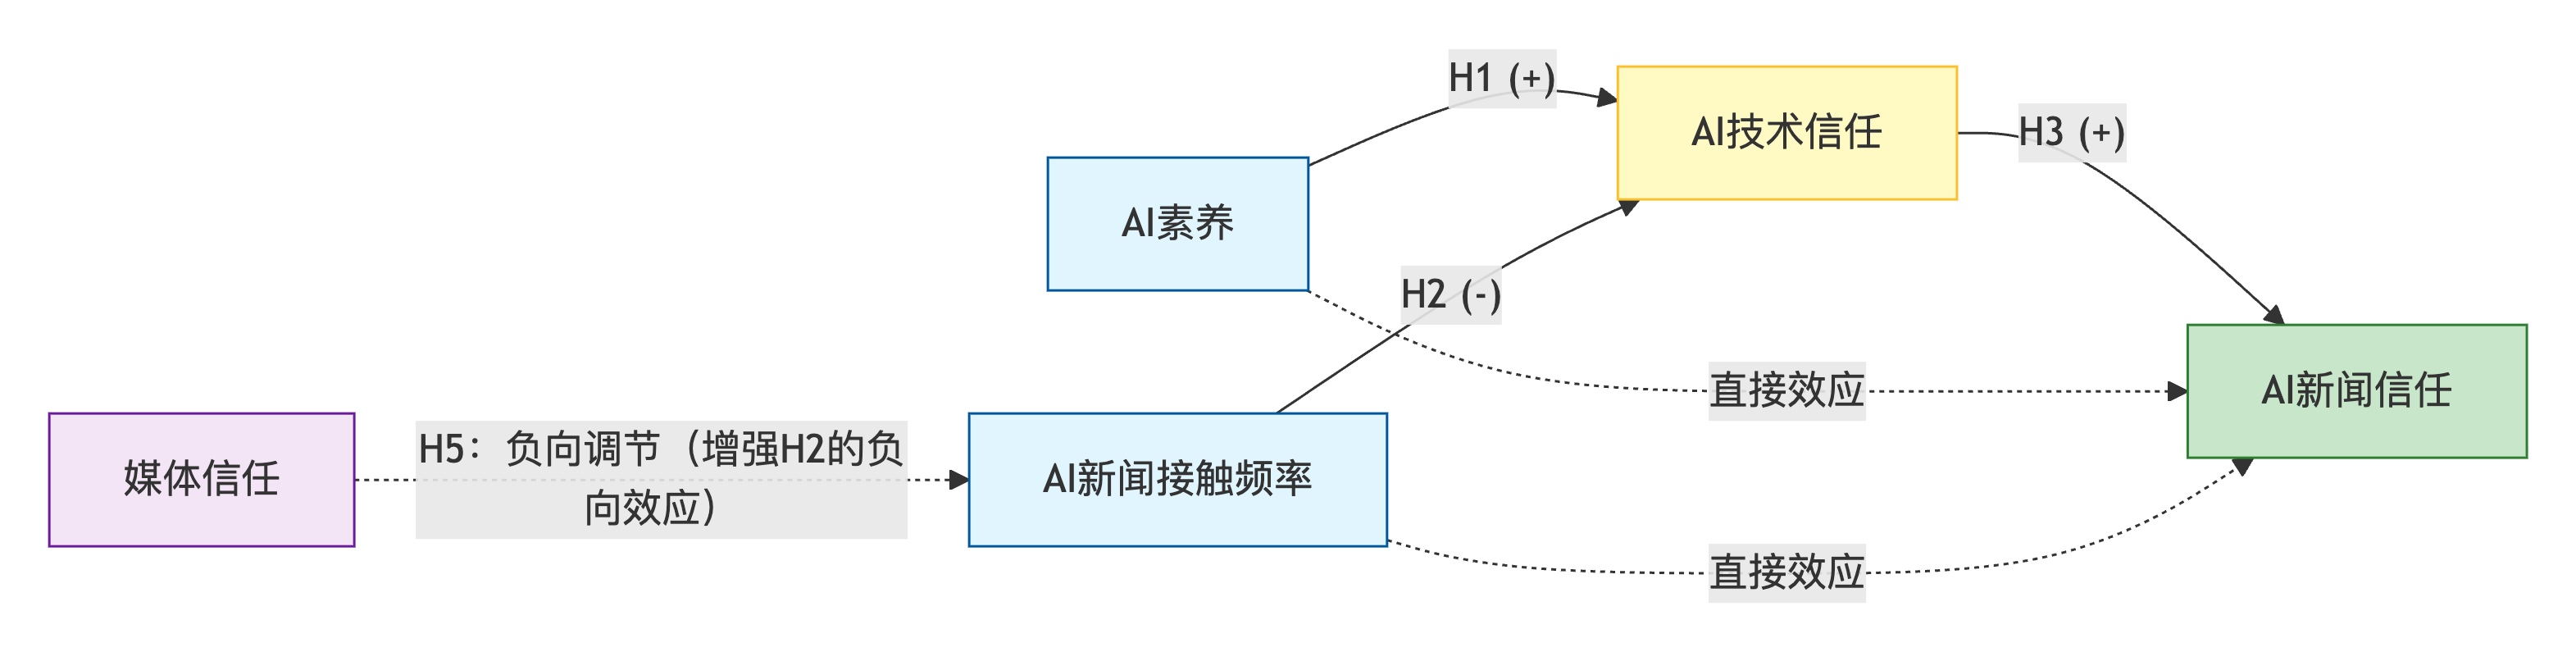 H1 (+)
AI技术信任
H3 (+)
AI素养
H2 (-)
直接效应
AI新闻信任
媒体信任
H5：负向调节（增强H2的负
向效应）
AI新闻接触频率
直接效应